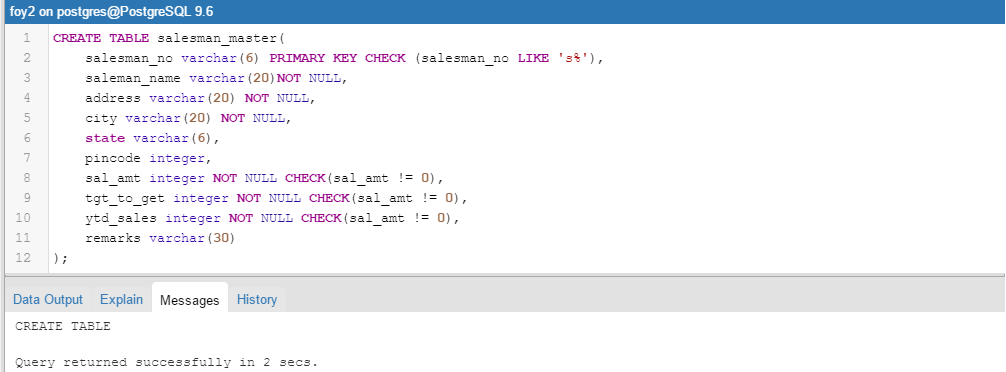 foy2 on postgres@PostgreSQL 9.6
1 CREATE TABLE salesman_master(
2 salesman_no varchar(6) PRIMARY KEY CHECK (salesman_no LIKE 's%'),
3 saleman_name varchar(20)NOT NULL,
4 address varchar(20) NOT NULL,
5 city varchar(20) NOT NULL,
6 state varchar(6),
7 pincode integer,
8 sal_amt integer NOT NULL CHECK(sal_amt != 0),
9 tgt_to_get integer NOT NULL CHECK(sal_amt != 0),
10 ytd_sales integer NOT NULL CHECK(sal_amt != 0),
11 remarks varchar(30)
12 );
Data Output Explain Messages History
CREATE TABLE
Query returned successfully in 2 secs.